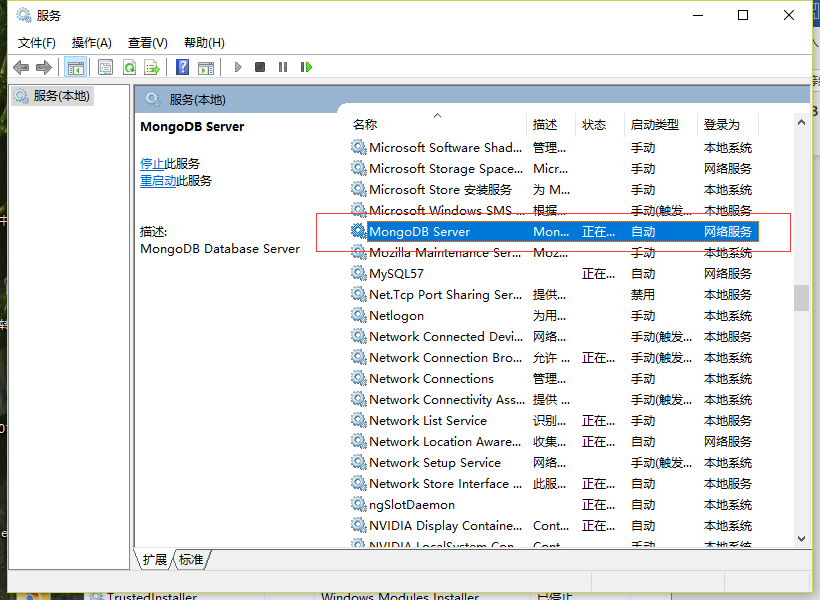 服务
文件(F) 操作(A) 查看(V) 帮助(H)
服务(本地)
服务(本地)
MongoDB Server
停止此服务
重启动此服务
描述:
MongoDB Database Server
名称 描述 状态 启动类型 登录为
Microsoft Software Shad... 管理... 手动 本地系统
Microsoft Storage Space... Micr... 手动 网络服务
Microsoft Store 安装服务 为 M... 手动 本地系统
Microsoft Windows SMS ... 根据... 手动(触发... 本地系统
MongoDB Server Mon... 正在... 自动 网络服务
Mozilla Maintenance Ser... Moz... 手动 本地系统
MySQL57 正在... 自动 网络服务
Net.Tcp Port Sharing Ser... 提供... 禁用 本地服务
Netlogon 为用... 手动 本地系统
Network Connected Devi... 网络... 手动(触发... 本地服务
Network Connection Bro... 允许 ... 正在... 手动(触发... 本地系统
Network Connections 管理... 手动 本地系统
Network Connectivity Ass... 提供 ... 手动(触发... 本地系统
Network List Service 识别... 正在... 手动 本地服务
Network Location Aware... 收集... 正在... 自动 网络服务
Network Setup Service 网络... 手动(触发... 本地系统
Network Store Interface ... 此服... 正在... 自动 本地服务
ngSlotDaemon 正在... 自动 本地系统
NVIDIA Display Containe... Cont... 正在... 自动 本地系统
NVIDIA LocalSystem Con... Cont... 手动 本地系统
扩展 标准
TrustedInstaller Windows Modules Installer 已停止